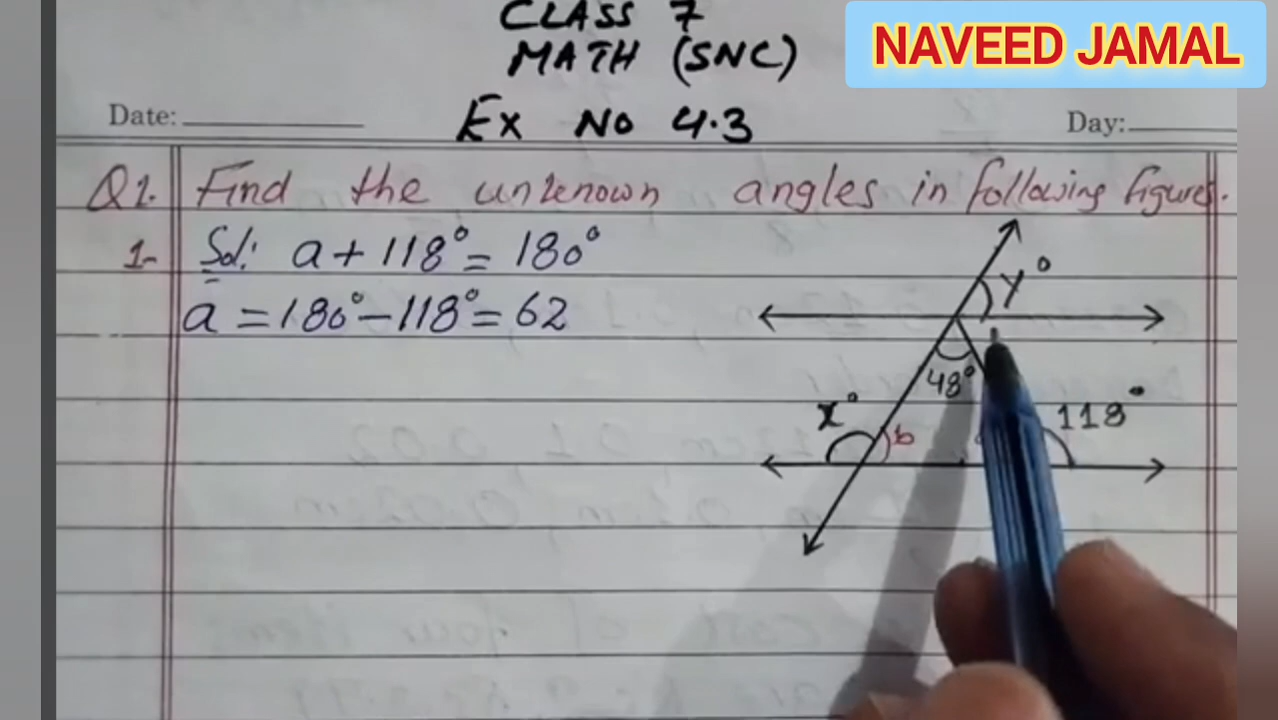 CLASS 7
NAVEED JAMAL
MATH (SNC)
Date:
Ex No 4.3
Day:
Q1. Find the unknown angles in following figures.
1- Sol: a + 118° = 180°
a = 180° - 118° = 62
y°
48°
x°
b
118°